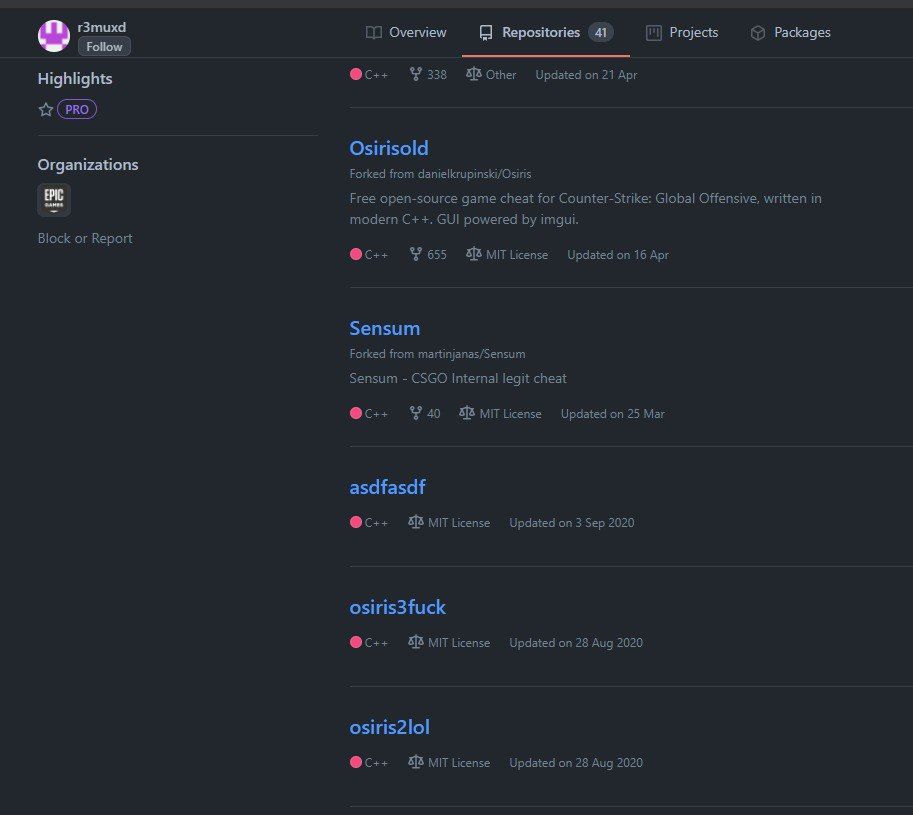 r3muxd
Follow
Overview
Repositories 41
Projects
Packages
Highlights
PRO
Organizations
EPIC
GAMES
Block or Report
C++ 338 Other Updated on 21 Apr
Osirisold
Forked from danielkrupinski/Osiris
Free open-source game cheat for Counter-Strike: Global Offensive, written in
modern C++. GUI powered by imgui.
C++ 655 MIT License Updated on 16 Apr
Sensum
Forked from martinjanas/Sensum
Sensum - CSGO Internal legit cheat
C++ 40 MIT License Updated on 25 Mar
asdfasdf
C++ MIT License Updated on 3 Sep 2020
osiris3fuck
C++ MIT License Updated on 28 Aug 2020
osiris2lol
C++ MIT License Updated on 28 Aug 2020